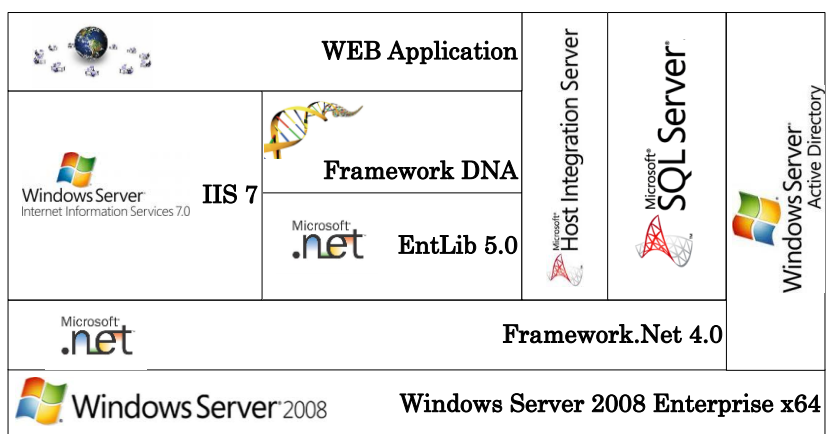 WEB Application
Windows Server
Internet Information Services 7.0
IIS 7
Framework DNA
Microsoft
.net
EntLib 5.0
Microsoft®
Host Integration Server
Microsoft®
SQL Server®
Windows Server®
Active Directory
Microsoft®
.net
Framework.Net 4.0
Windows Server® 2008
Windows Server 2008 Enterprise x64